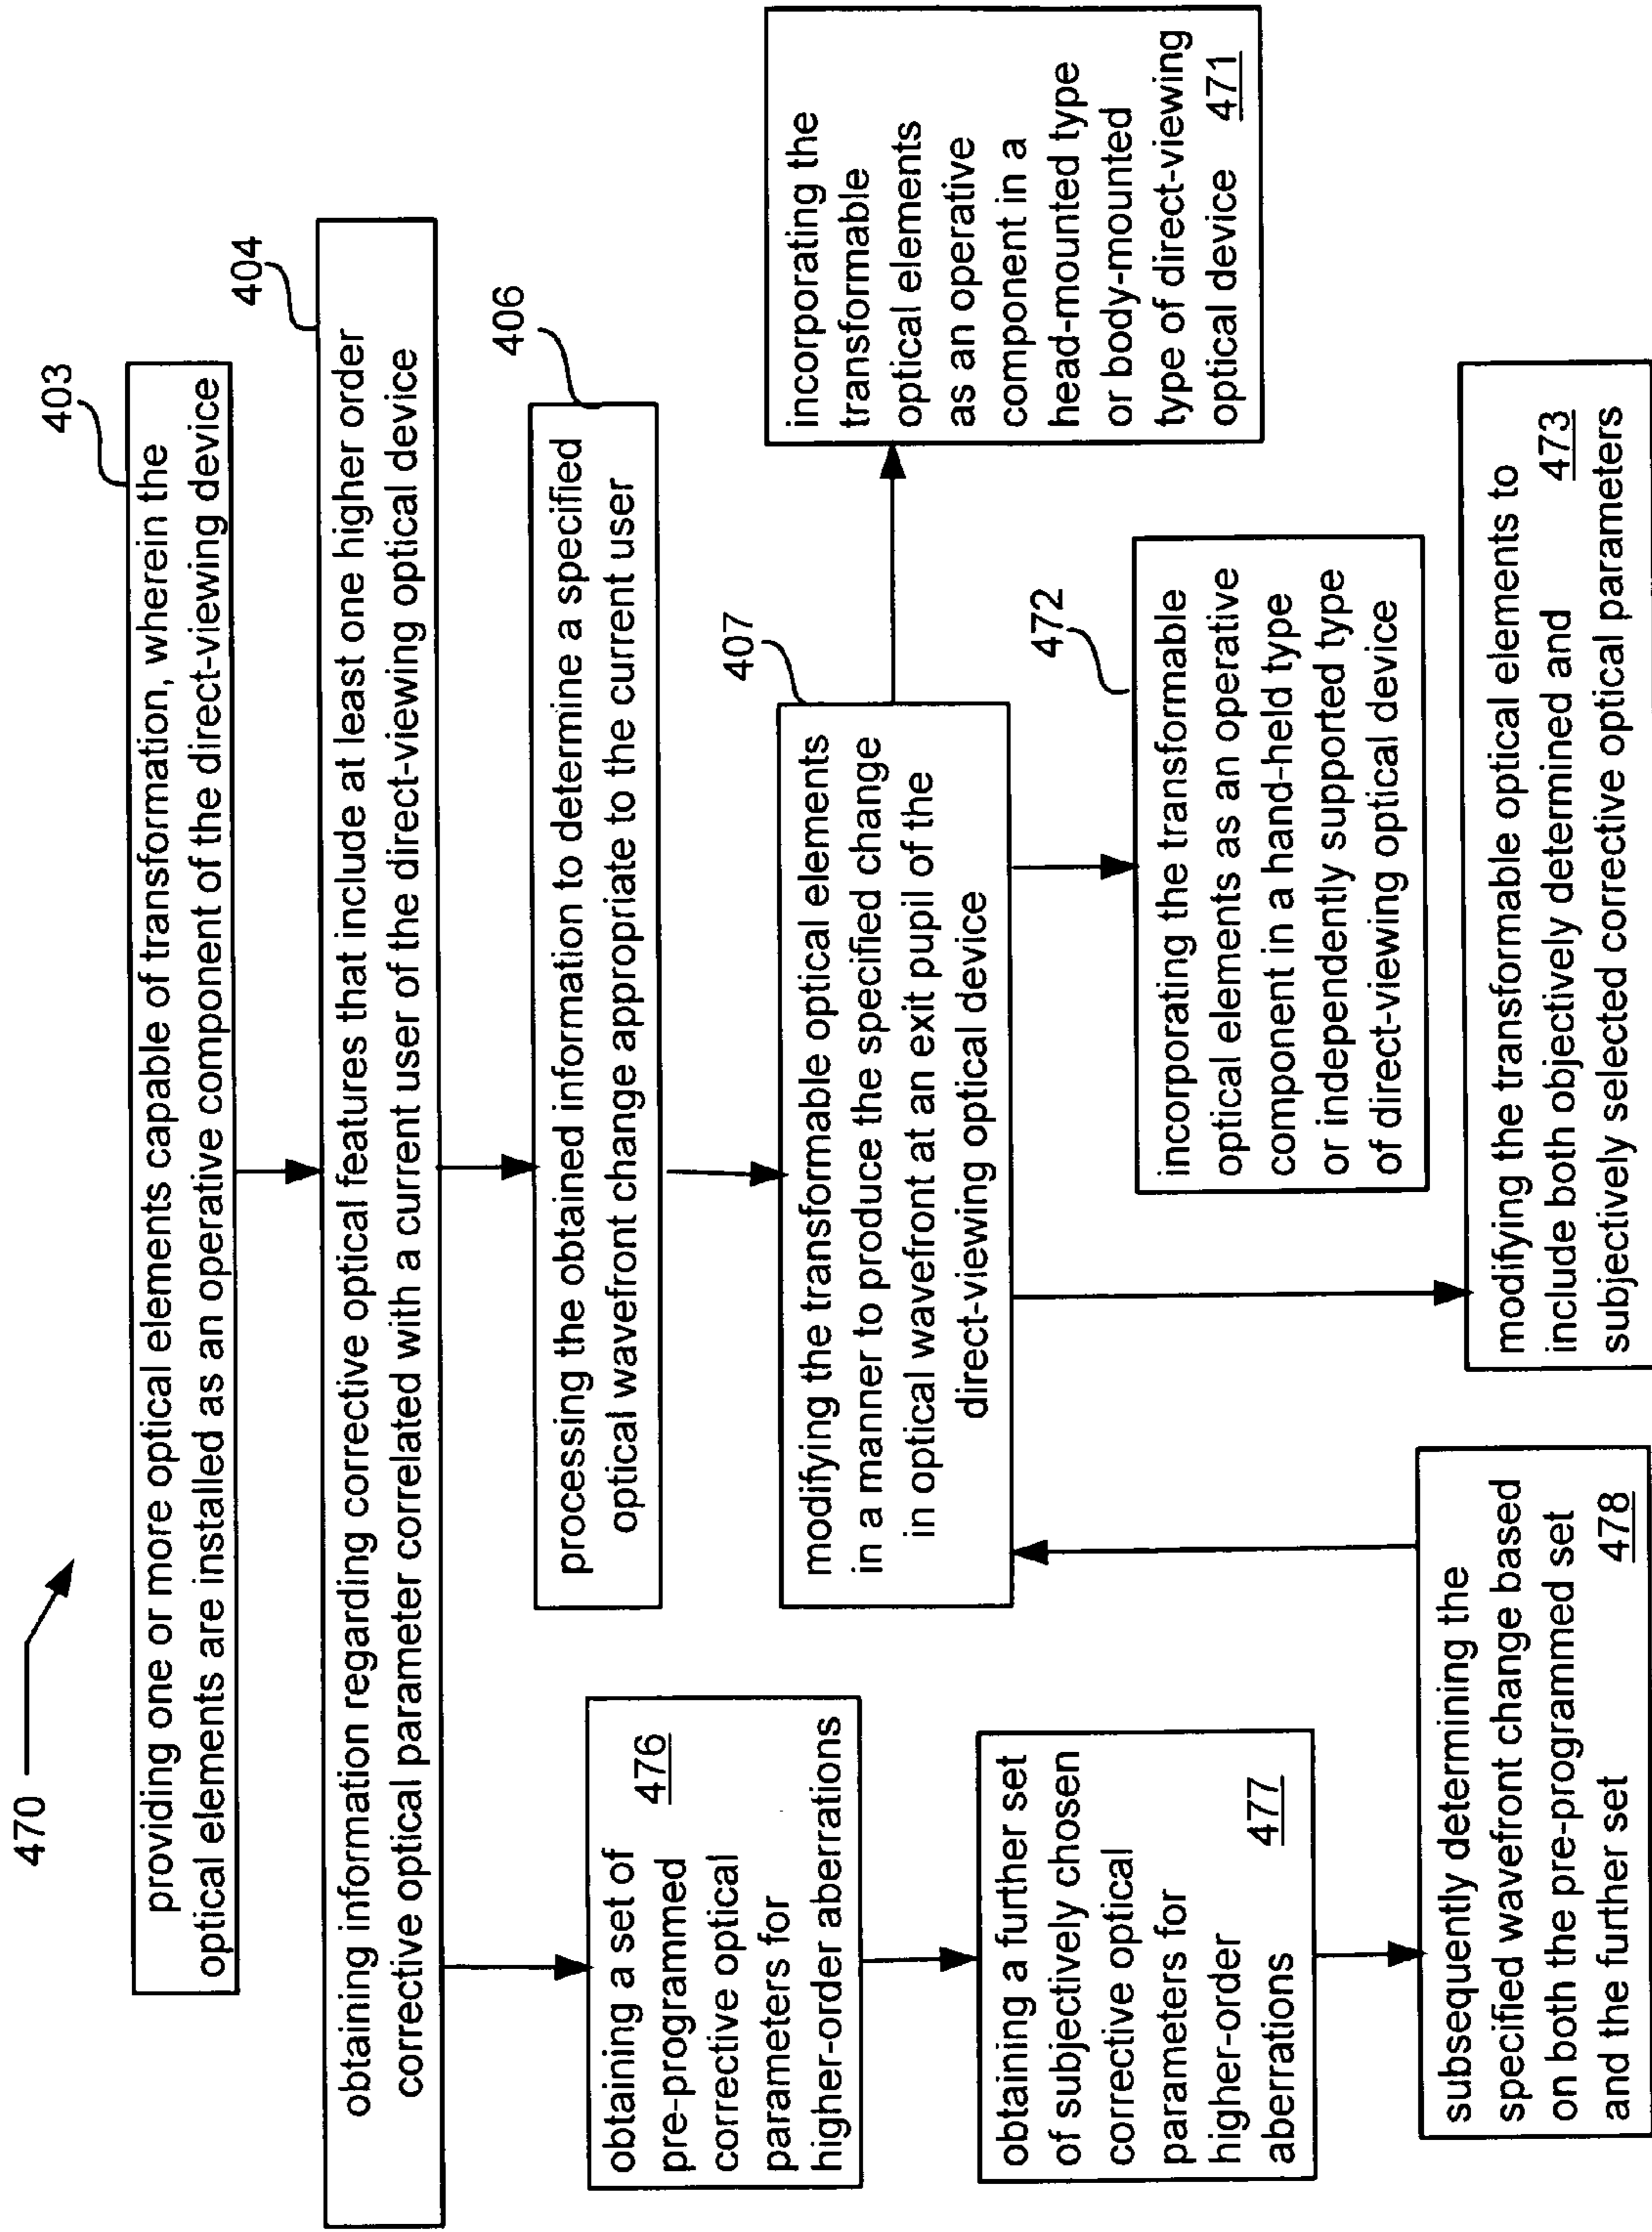 470
403
providing one or more optical elements capable of transformation, wherein the
optical elements are installed as an operative component of the direct-viewing device
404
obtaining information regarding corrective optical features that include at least one higher order
corrective optical parameter correlated with a current user of the direct-viewing optical device
406
processing the obtained information to determine a specified
optical wavefront change appropriate to the current user
407
modifying the transformable optical elements
in a manner to produce the specified change
in optical wavefront at an exit pupil of the
direct-viewing optical device
incorporating the
transformable
optical elements
as an operative
component in a
head-mounted type
or body-mounted
type of direct-viewing
optical device 471
472
incorporating the transformable
optical elements as an operative
component in a hand-held type
or independently supported type
of direct-viewing optical device
modifying the transformable optical elements to
include both objectively determined and 473
subjectively selected corrective optical parameters
obtaining a set of
pre-programmed 476
corrective optical
parameters for
higher-order aberrations
obtaining a further set
of subjectively chosen
corrective optical
parameters for
higher-order 477
aberrations
subsequently determining the
specified wavefront change based
on both the pre-programmed set
and the further set 478